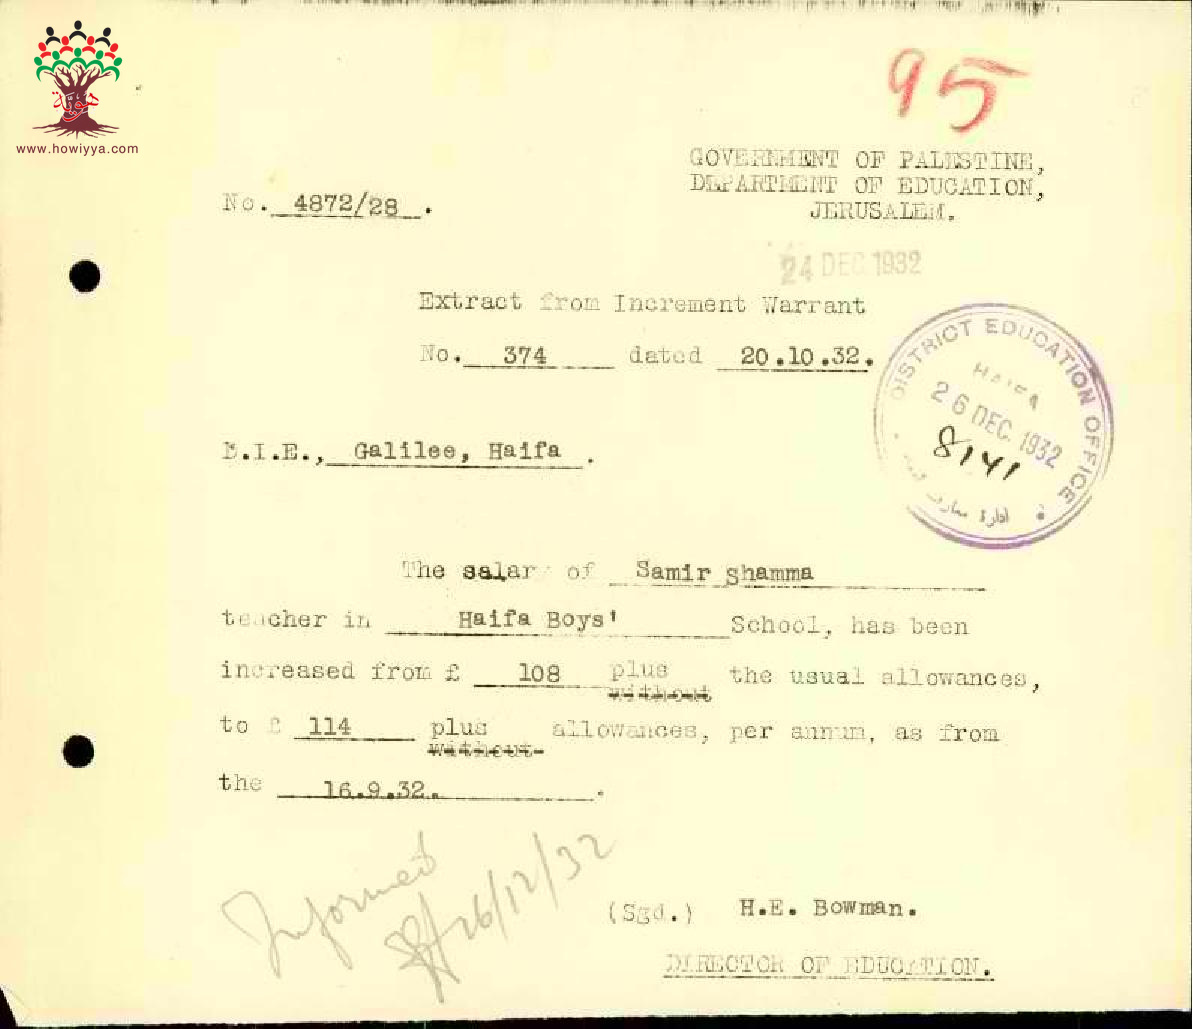 هوية
www.howiyya.com
95
GOVERNMENT OF PALESTINE,
DEPARTMENT OF EDUCATION,
JERUSALEM.
No. 4872/28 .
24 DEC 1932
Extract from Increment Warrant
No. 374 dated 20.10.32.
DISTRICT EDUCATION OFFICE
HAIFA
26 DEC. 1932
8141
ادارة معارف
D.I.E., Galilee, Haifa .
The salary of Samir Shamma
teacher in Haifa Boys' School, has been
increased from £ 108 plus the usual allowances,
without
to £ 114 plus allowances, per annum, as from
without
the 16.9.32. .
Informed
26/12/32
(Sgd.) H.E. Bowman.
DIRECTOR OF EDUCATION.